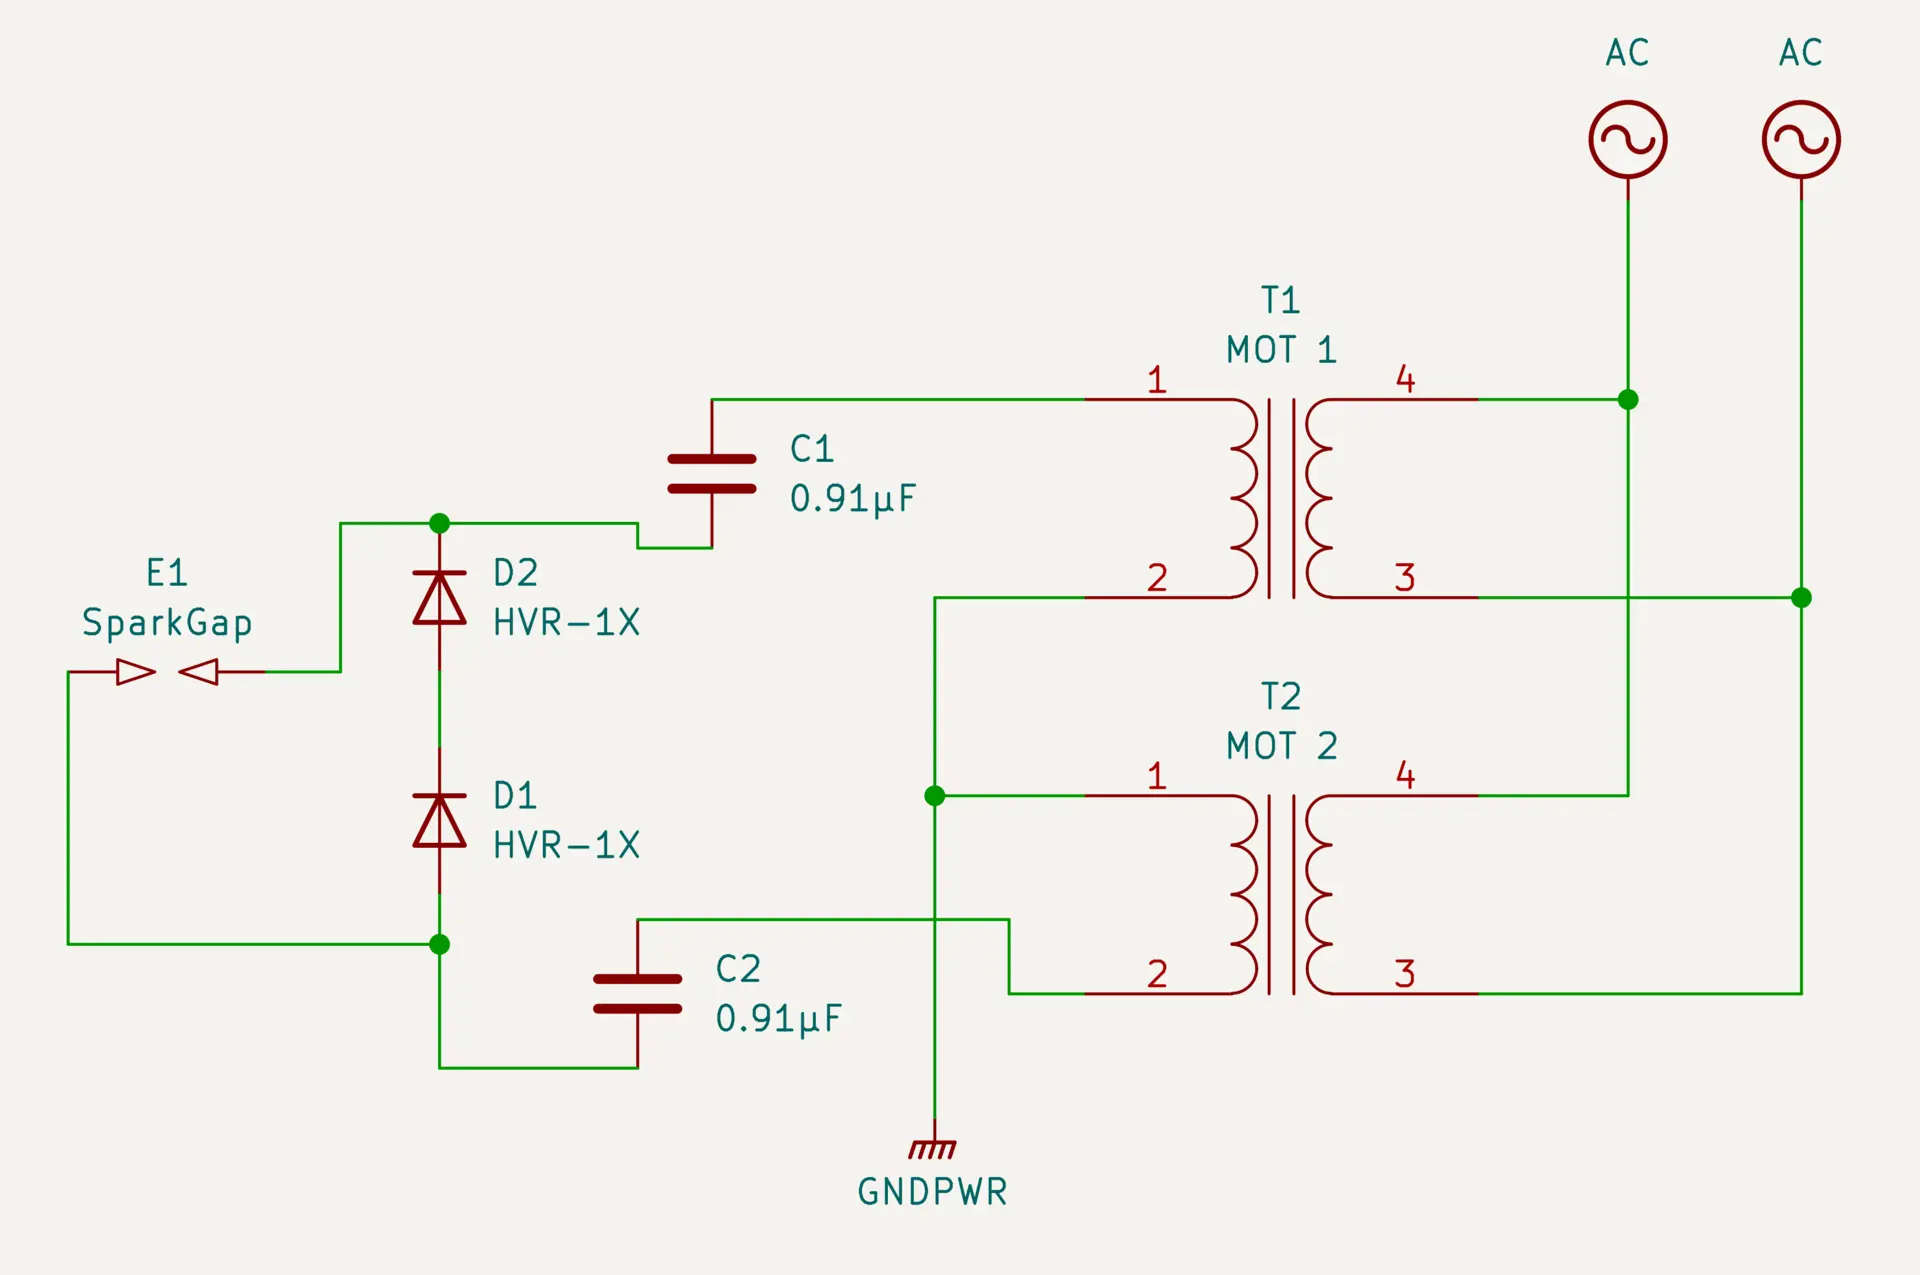 AC
AC
T1
MOT 1
1
4
C1
0.91µF
E1
SparkGap
D2
HVR-1X
2
3
T2
MOT 2
1
4
D1
HVR-1X
C2
0.91µF
2
3
GNDPWR